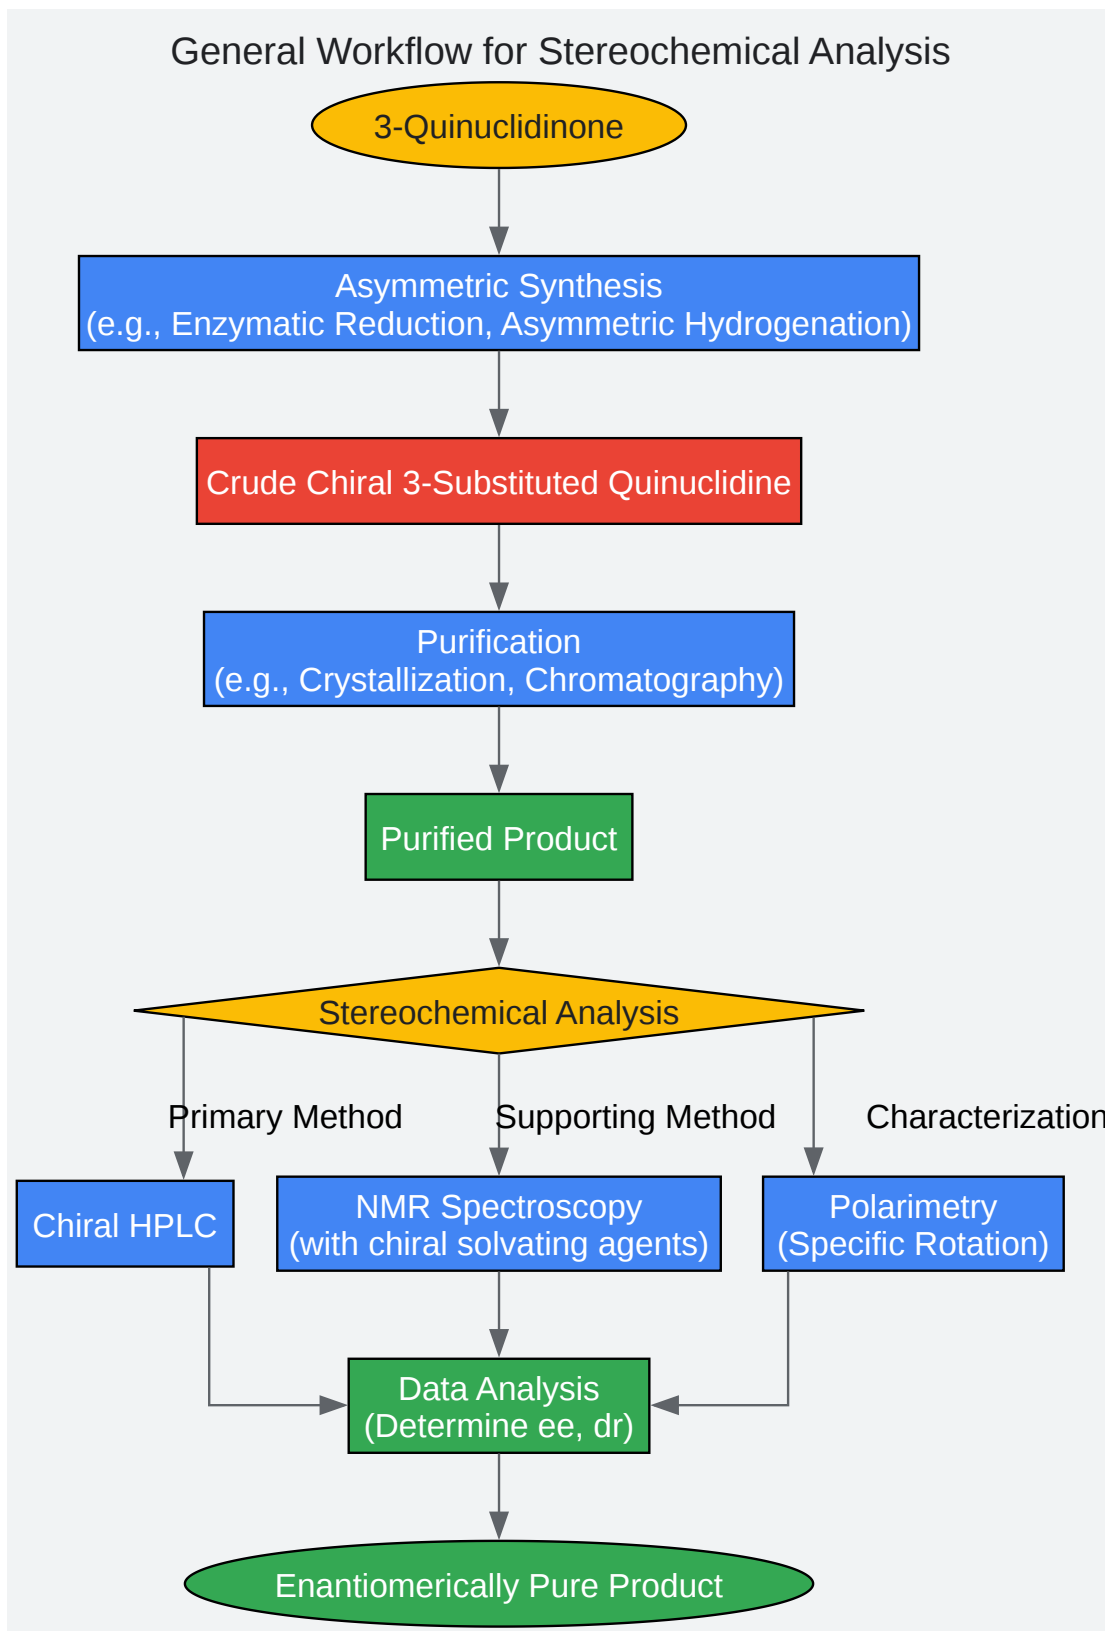 General Workflow for Stereochemical Analysis
3-Quinuclidinone
Asymmetric Synthesis
(e.g., Enzymatic Reduction, Asymmetric Hydrogenation)
Crude Chiral 3-Substituted Quinuclidine
Purification
(e.g., Crystallization, Chromatography)
Purified Product
Stereochemical Analysis
Primary Method
Supporting Method
Characterization
Chiral HPLC
NMR Spectroscopy
(with chiral solvating agents)
Polarimetry
(Specific Rotation)
Data Analysis
(Determine ee, dr)
Enantiomerically Pure Product